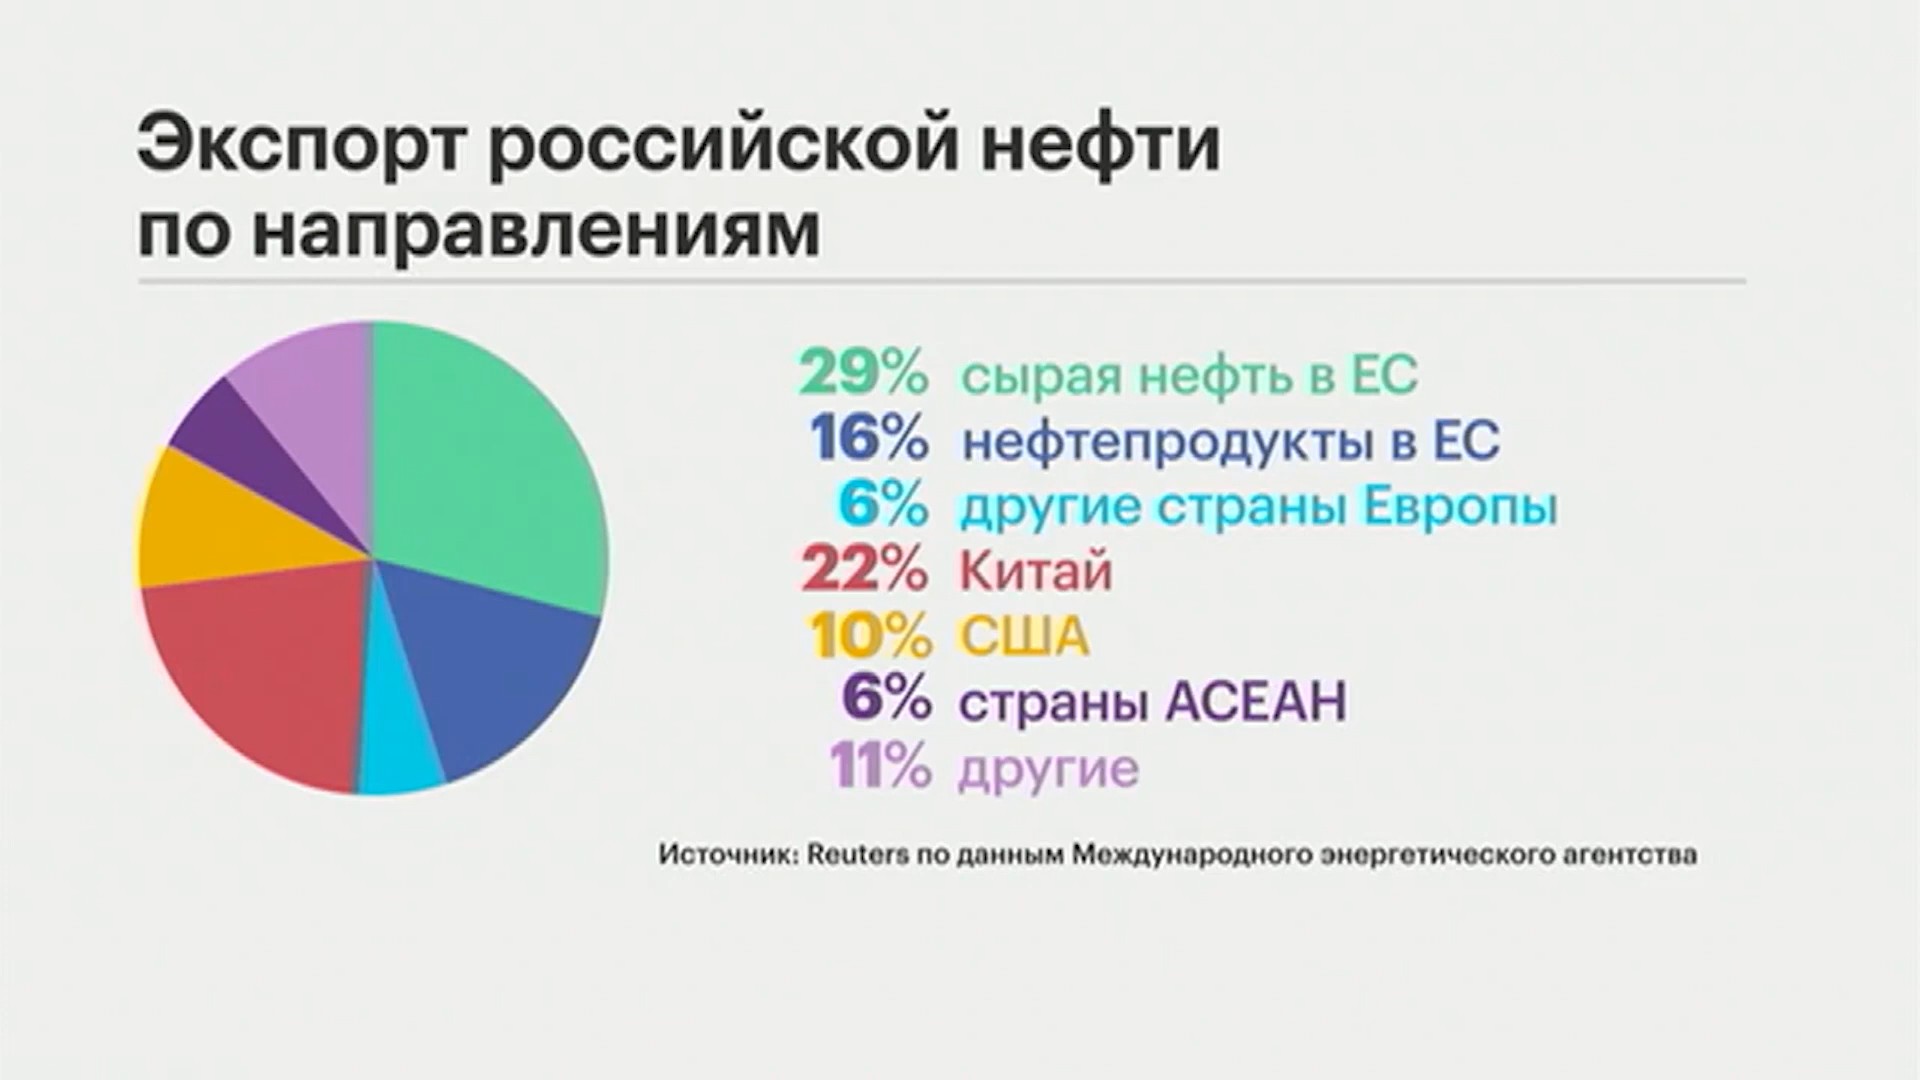 Экспорт российской нефти
по направлениям
29% сырая нефть в ЕС
16% нефтепродукты в ЕС
6% другие страны Европы
22% Китай
10% США
6% страны АСЕАН
11% другие
Источник: Reuters по данным Международного энергетического агентства